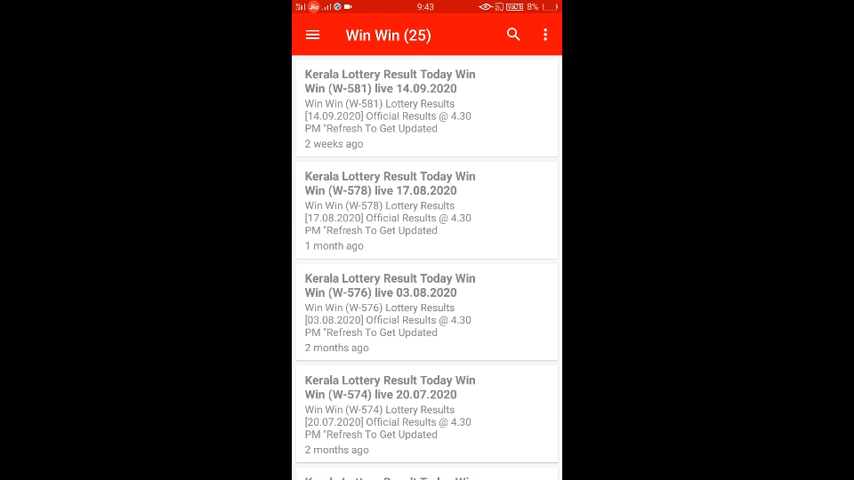 Jio 9:43 VoLTE 8%
Win Win (25)
Kerala Lottery Result Today Win
Win (W-581) live 14.09.2020
Win Win (W-581) Lottery Results
[14.09.2020] Official Results @ 4.30
PM "Refresh To Get Updated
2 weeks ago
Kerala Lottery Result Today Win
Win (W-578) live 17.08.2020
Win Win (W-578) Lottery Results
[17.08.2020] Official Results @ 4.30
PM "Refresh To Get Updated
1 month ago
Kerala Lottery Result Today Win
Win (W-576) live 03.08.2020
Win Win (W-576) Lottery Results
[03.08.2020] Official Results @ 4.30
PM "Refresh To Get Updated
2 months ago
Kerala Lottery Result Today Win
Win (W-574) live 20.07.2020
Win Win (W-574) Lottery Results
[20.07.2020] Official Results @ 4.30
PM "Refresh To Get Updated
2 months ago